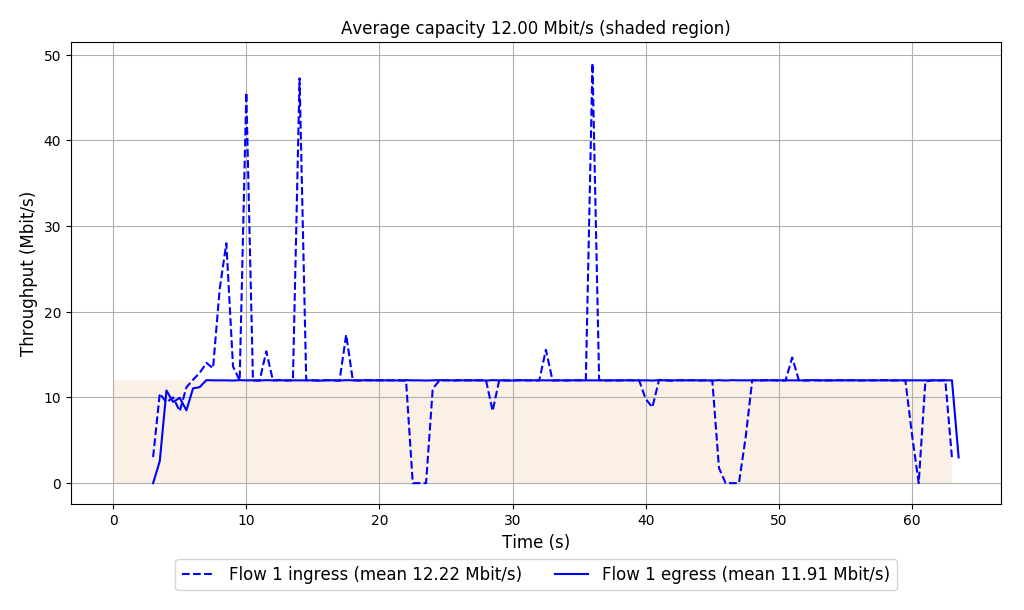 Average capacity 12.00 Mbit/s (shaded region)
50
40
30
20
10
0
Throughput (Mbit/s)
0 10 20 30 40 50 60
Time (s)
Flow 1 ingress (mean 12.22 Mbit/s) Flow 1 egress (mean 11.91 Mbit/s)